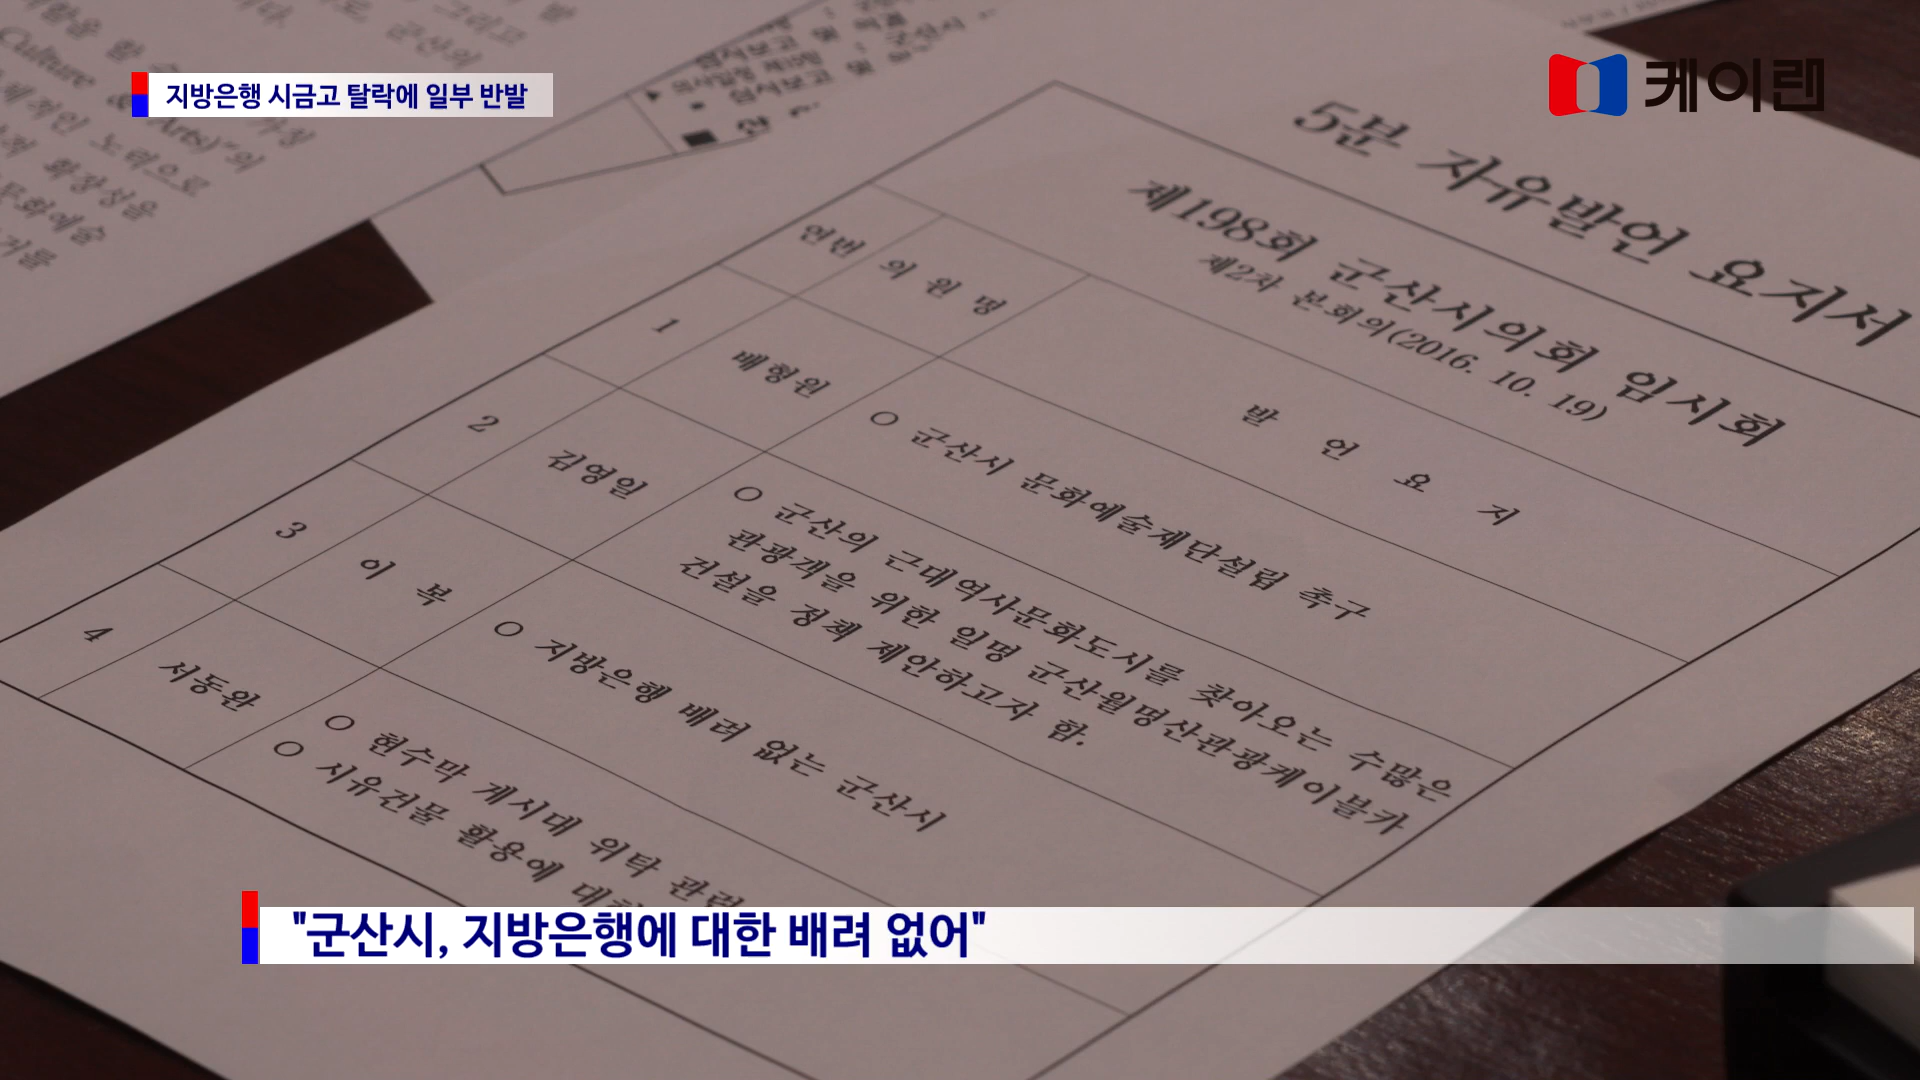 지방은행 시금고 탈락에 일부 반발
케이랜
5분 자유발언 요지서
제198회 군산시의회 임시회
제2차 본회의(2016. 10. 19)
연번 의원명 발언요지
1 배형원 ○ 군산시 문화예술재단설립 촉구
2 김영일 ○ 군산의 근대역사문화도시를 찾아오는 수많은
관광객을 위한 일명 군산월명산관광케이블카
건설을 정책 제안하고자 함.
3 이 복 ○ 지방은행 배려 없는 군산시
4 서동완 ○ 현수막 게시대 위탁 관련
○ 시유건물 활용에
"군산시, 지방은행에 대한 배려 없어"